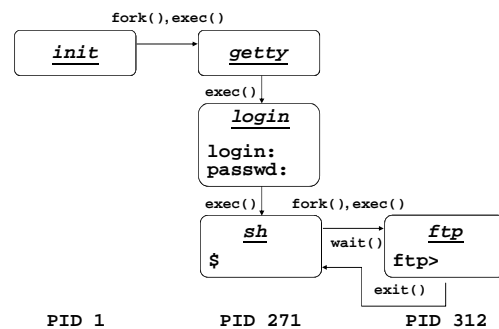 fork(),exec()
init
getty
exec()
login
login:
passwd:
exec()
fork(),exec()
sh
$
wait()
ftp
ftp>
exit()
PID 1
PID 271
PID 312